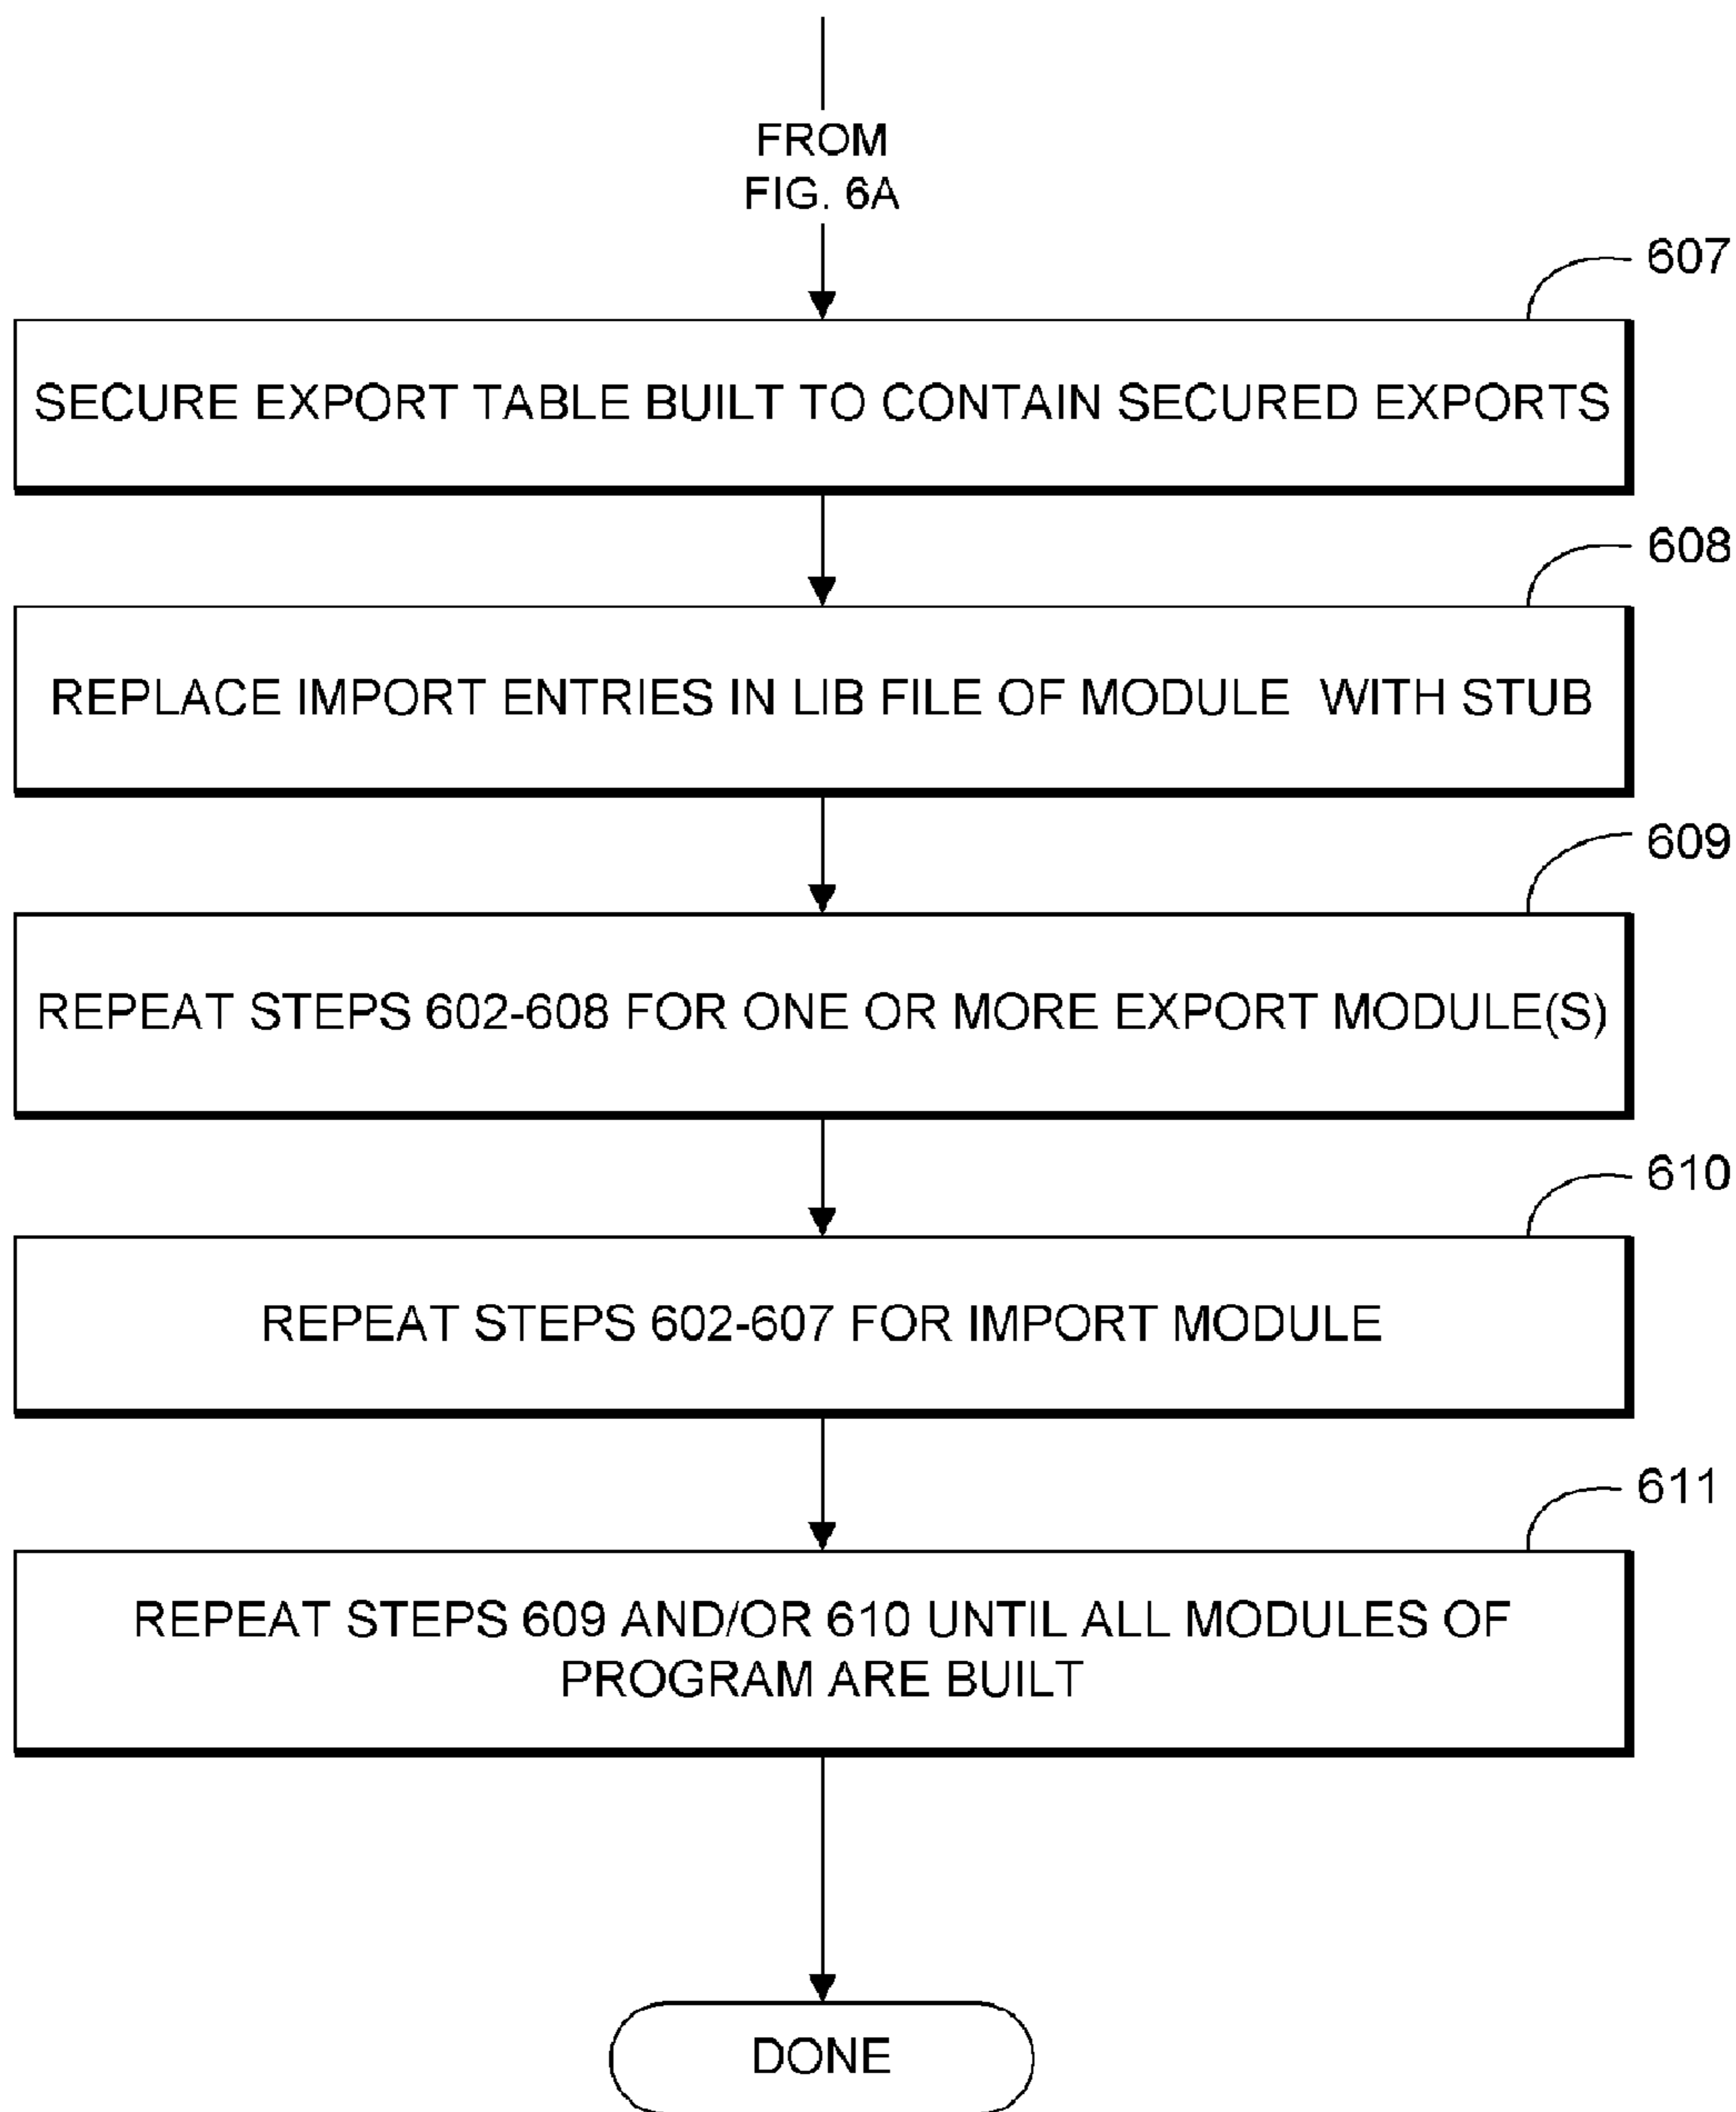 FROM
FIG. 6A
607
SECURE EXPORT TABLE BUILT TO CONTAIN SECURED EXPORTS
608
REPLACE IMPORT ENTRIES IN LIB FILE OF MODULE WITH STUB
609
REPEAT STEPS 602-608 FOR ONE OR MORE EXPORT MODULE(S)
610
REPEAT STEPS 602-607 FOR IMPORT MODULE
611
REPEAT STEPS 609 AND/OR 610 UNTIL ALL MODULES OF
PROGRAM ARE BUILT
DONE